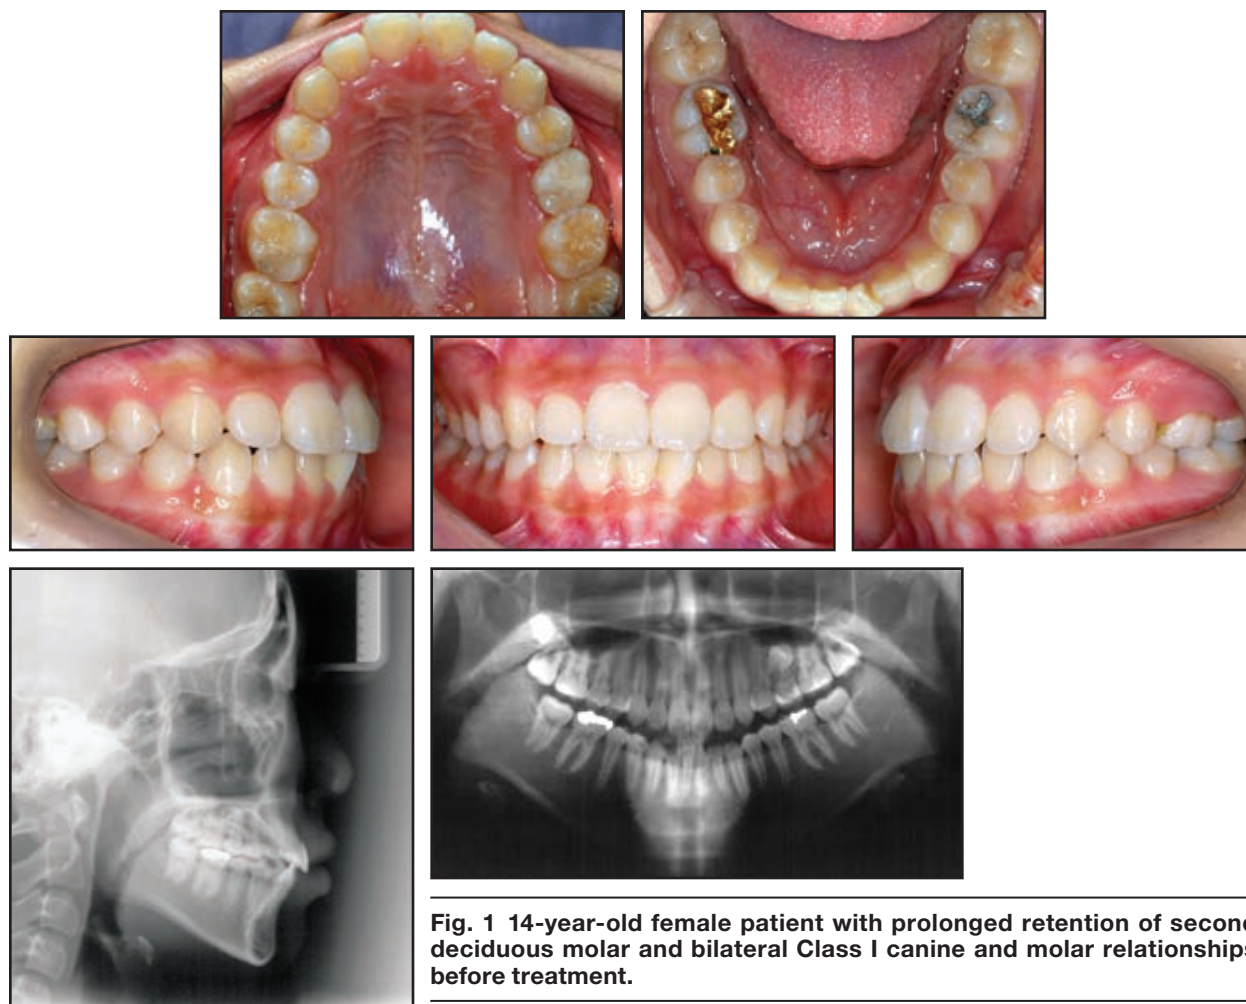 Fig. 1 14-year-old female patient with prolonged retention of second
deciduous molar and bilateral Class I canine and molar relationships
before treatment.